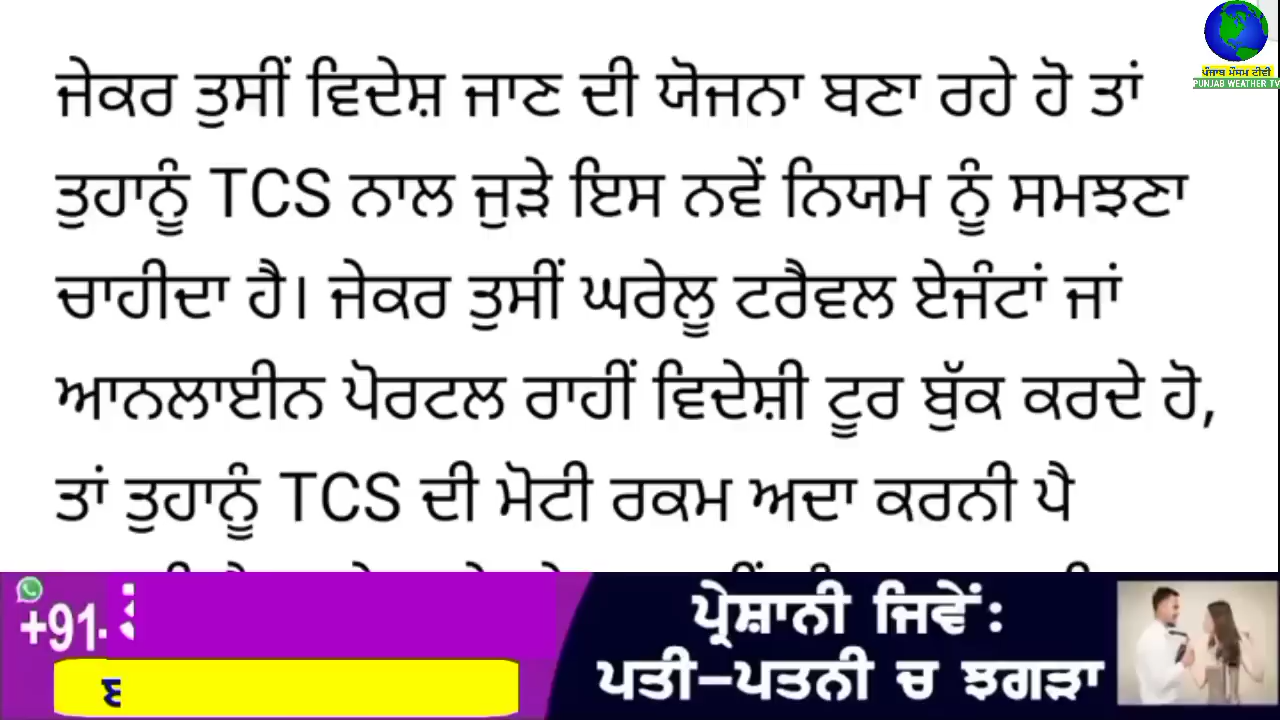 ਪੰਜਾਬ ਮੌਸਮ ਟੀਵੀ
PUNJAB WEATHER TV
ਜੇਕਰ ਤੁਸੀਂ ਵਿਦੇਸ਼ ਜਾਣ ਦੀ ਯੋਜਨਾ ਬਣਾ ਰਹੇ ਹੋ ਤਾਂ
ਤੁਹਾਨੂੰ TCS ਨਾਲ ਜੁੜੇ ਇਸ ਨਵੇਂ ਨਿਯਮ ਨੂੰ ਸਮਝਣਾ
ਚਾਹੀਦਾ ਹੈ। ਜੇਕਰ ਤੁਸੀਂ ਘਰੇਲੂ ਟਰੈਵਲ ਏਜੰਟਾਂ ਜਾਂ
ਆਨਲਾਈਨ ਪੋਰਟਲ ਰਾਹੀਂ ਵਿਦੇਸ਼ੀ ਟੂਰ ਬੁੱਕ ਕਰਦੇ ਹੋ,
ਤਾਂ ਤੁਹਾਨੂੰ TCS ਦੀ ਮੋਟੀ ਰਕਮ ਅਦਾ ਕਰਨੀ ਪੈ
+91-
ਪ੍ਰੇਸ਼ਾਨੀ ਜਿਵੇਂ:
ਪਤੀ-ਪਤਨੀ ਚ ਝਗੜਾ